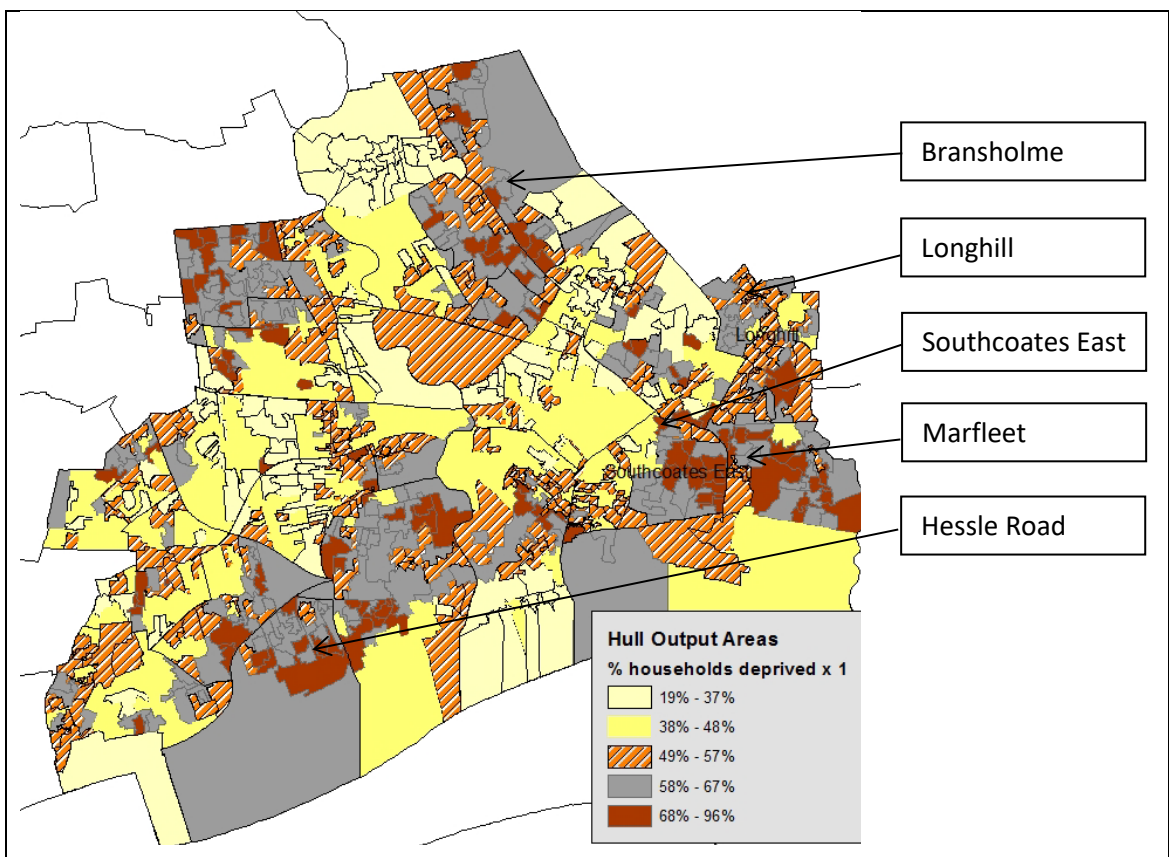 Bransholme
Longhill
Southcoates East
Marfleet
Hessle Road
Longhill
Southcoates East
Hull Output Areas
% households deprived x 1
19% - 37%
38% - 48%
49% - 57%
58% - 67%
68% - 96%